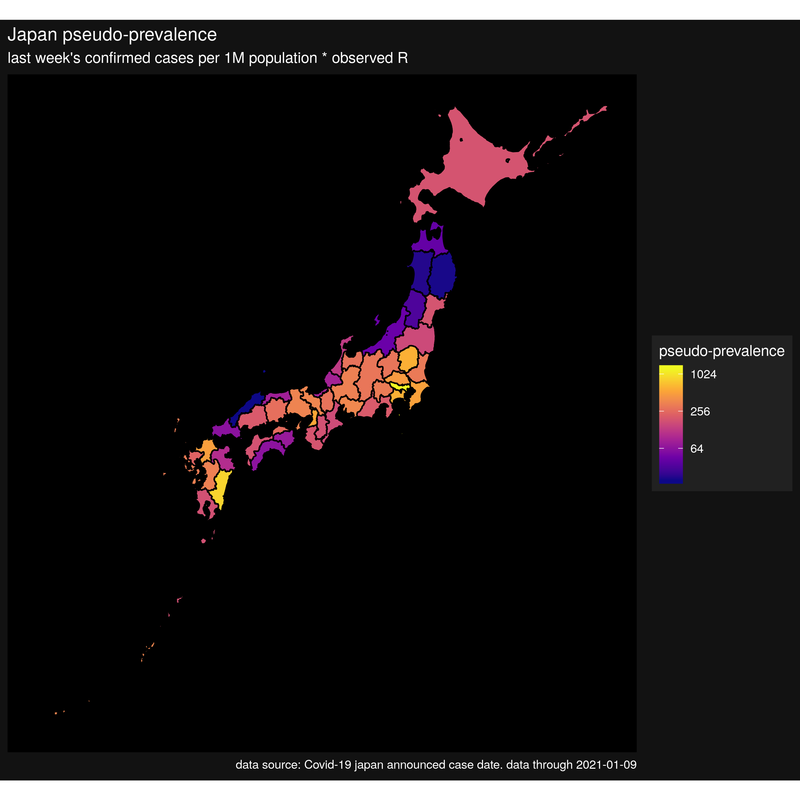 Japan pseudo-prevalence
last week's confirmed cases per 1M population * observed R
pseudo-prevalence
1024
256
64
data source: Covid-19 japan announced case date. data through 2021-01-09